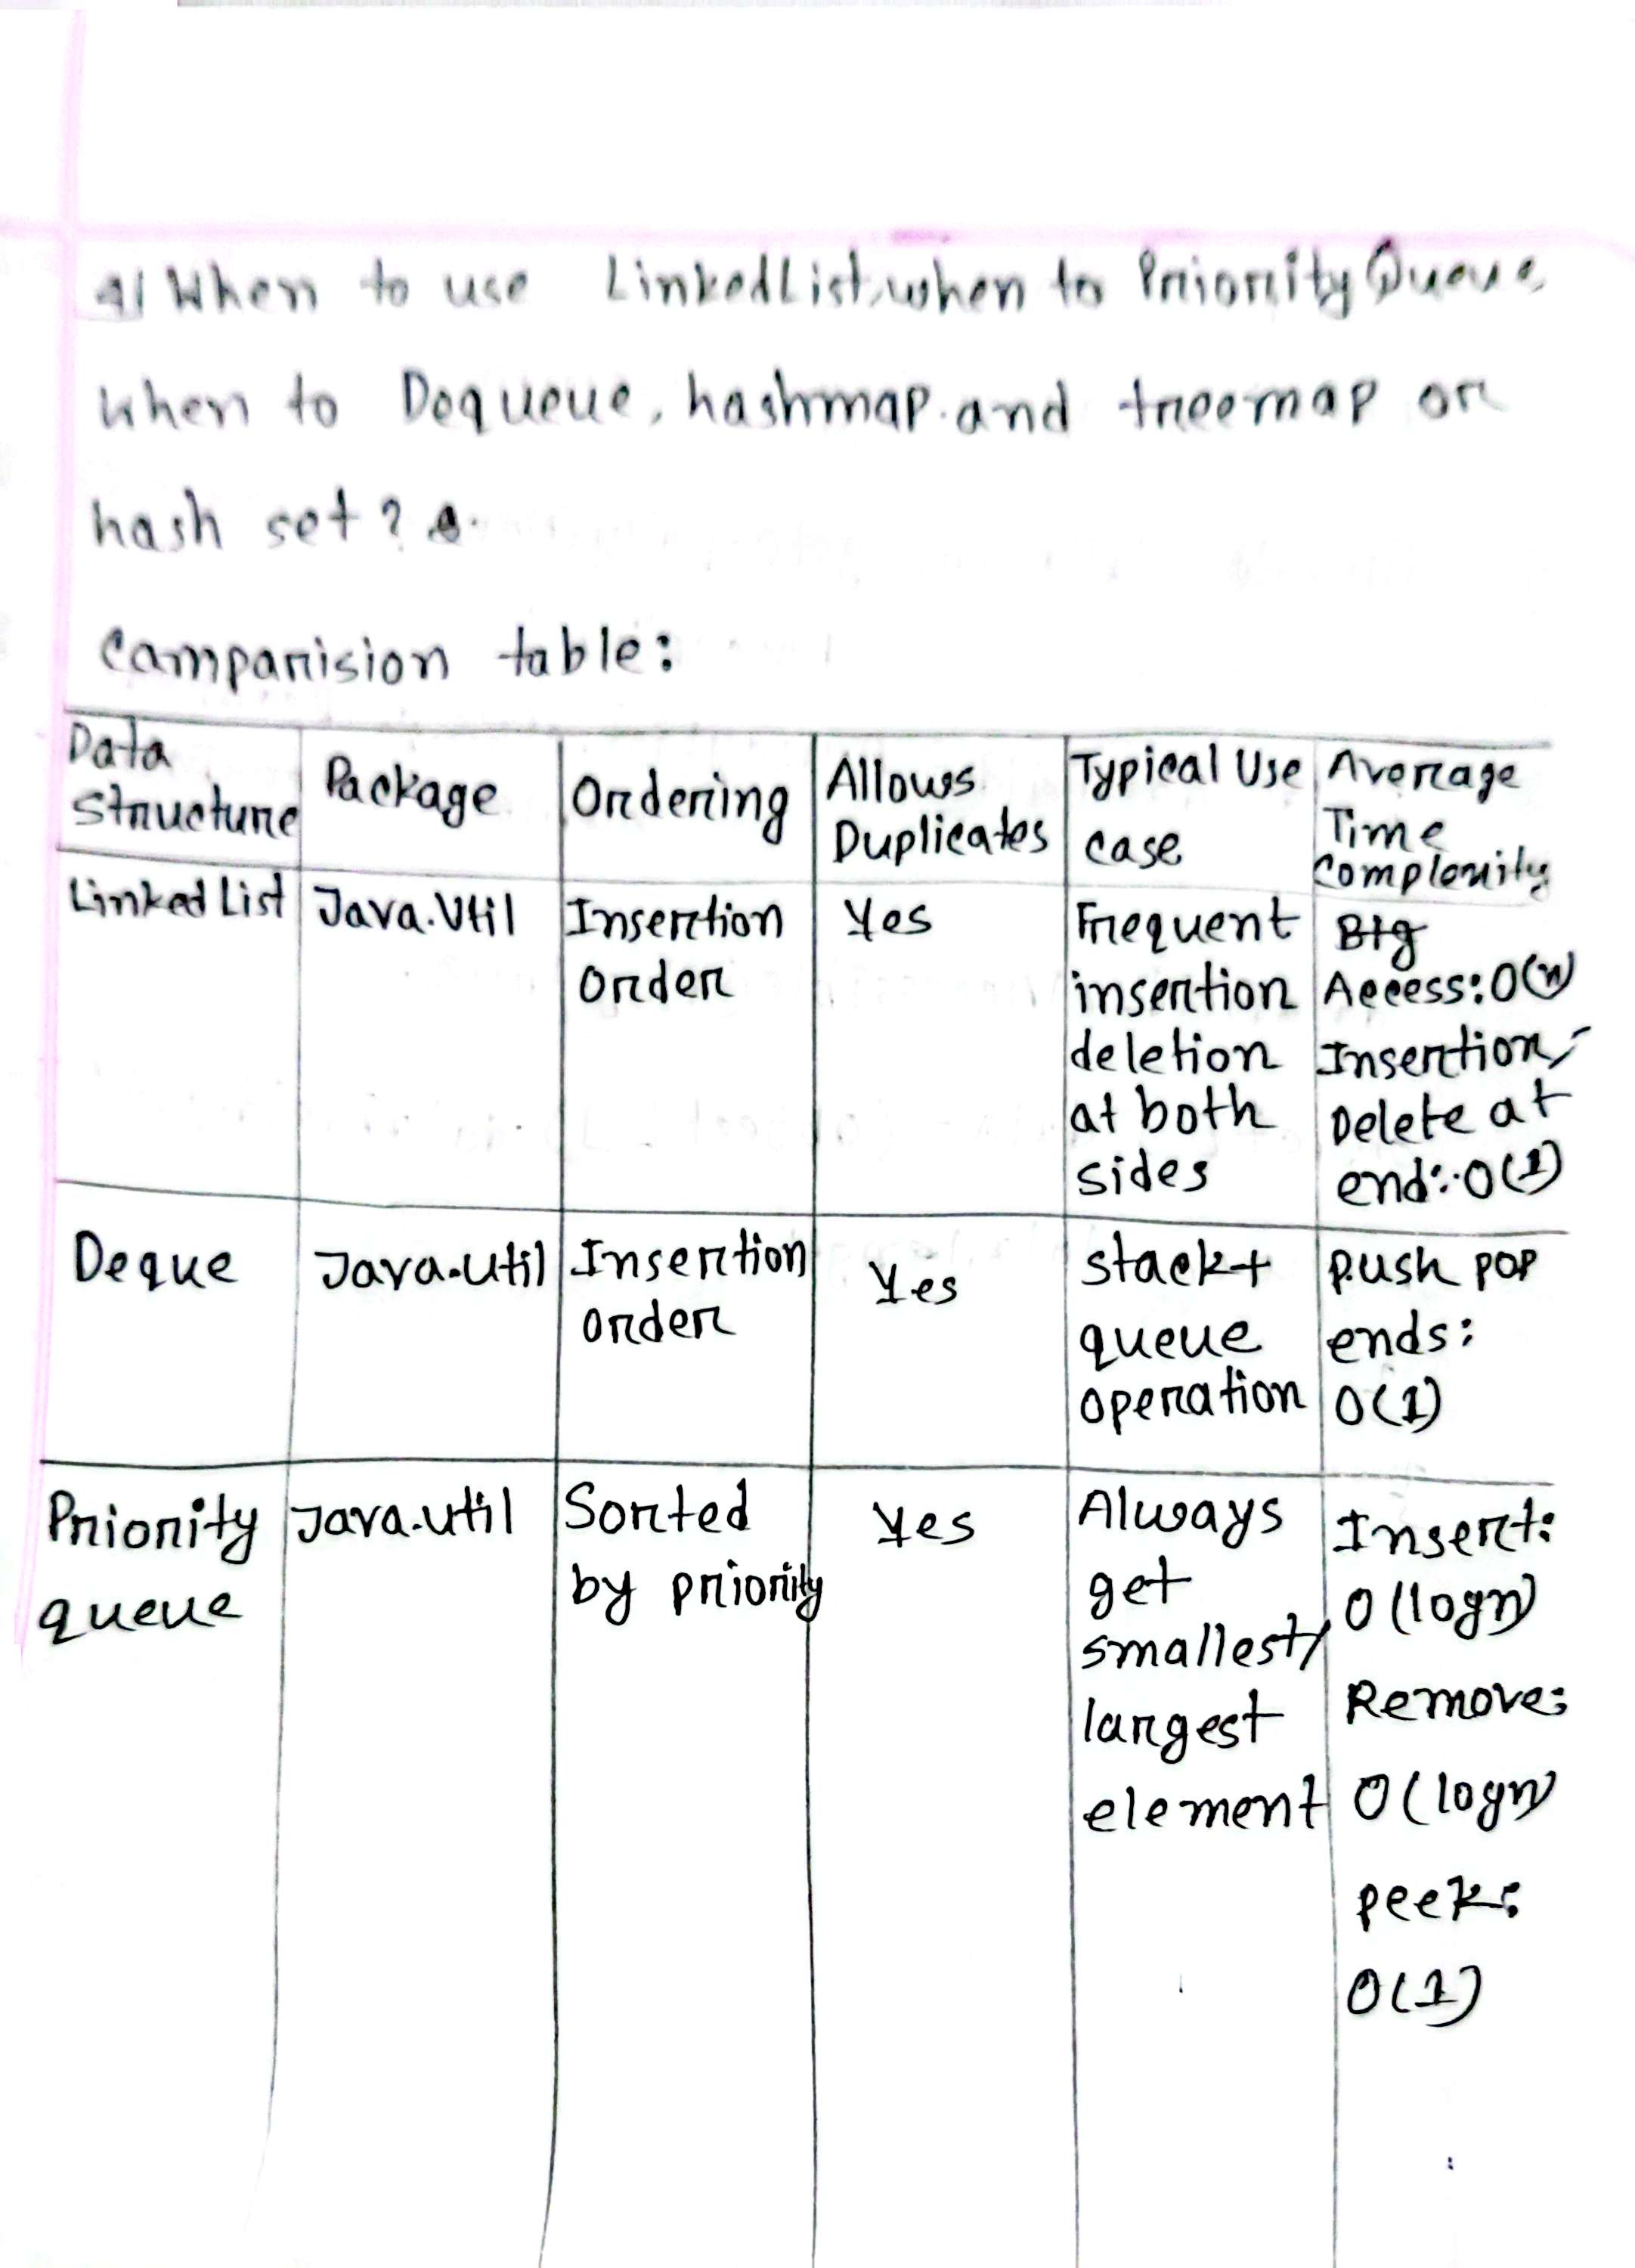 4| When to use LinkedList, when to Priority Queue,
when to Dequeue, hashmap. and treemap or
hash set?
Camparision table:
Data Structure | Package | Ordering | Allows Duplicates | Typical Use case | Average Time Complexity
Linked List | Java.Util | Insertion Order | Yes | Frequent insertion deletion at both sides | Big Access: O(n) Insertion/ Delete at end: O(1)
Deque | Java.util | Insertion order | Yes | stack + queue operation | push pop ends: O(1)
Priority queue | Java.util | Sorted by priority | Yes | Always get smallest/ largest element | Insert: O(logn) Remove: O(logn) peek: O(1)